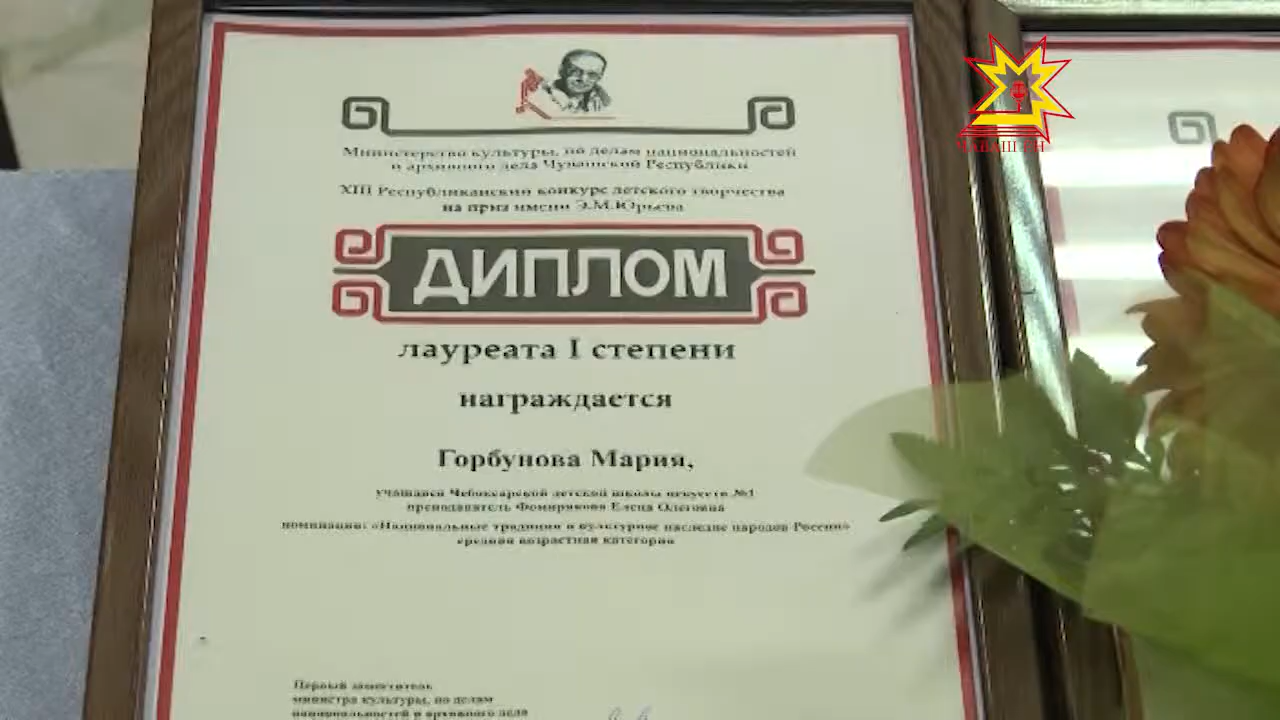 ЧӐВАШ ЕН
Министерство культуры, по делам национальностей
и архивного дела Чувашской Республики
XIII Республиканский конкурс детского творчества
на приз имени Э.М.Юрьева
ДИПЛОМ
лауреата I степени
награждается
Горбунова Мария,
учащаяся Чебоксарской детской школы искусств №1
преподаватель Елена Олеговна
номинация: «Национальные традиции и культурное наследие народов России»
средняя возрастная категория
Первый заместитель
министра культуры, по делам
национальностей и архивного дела